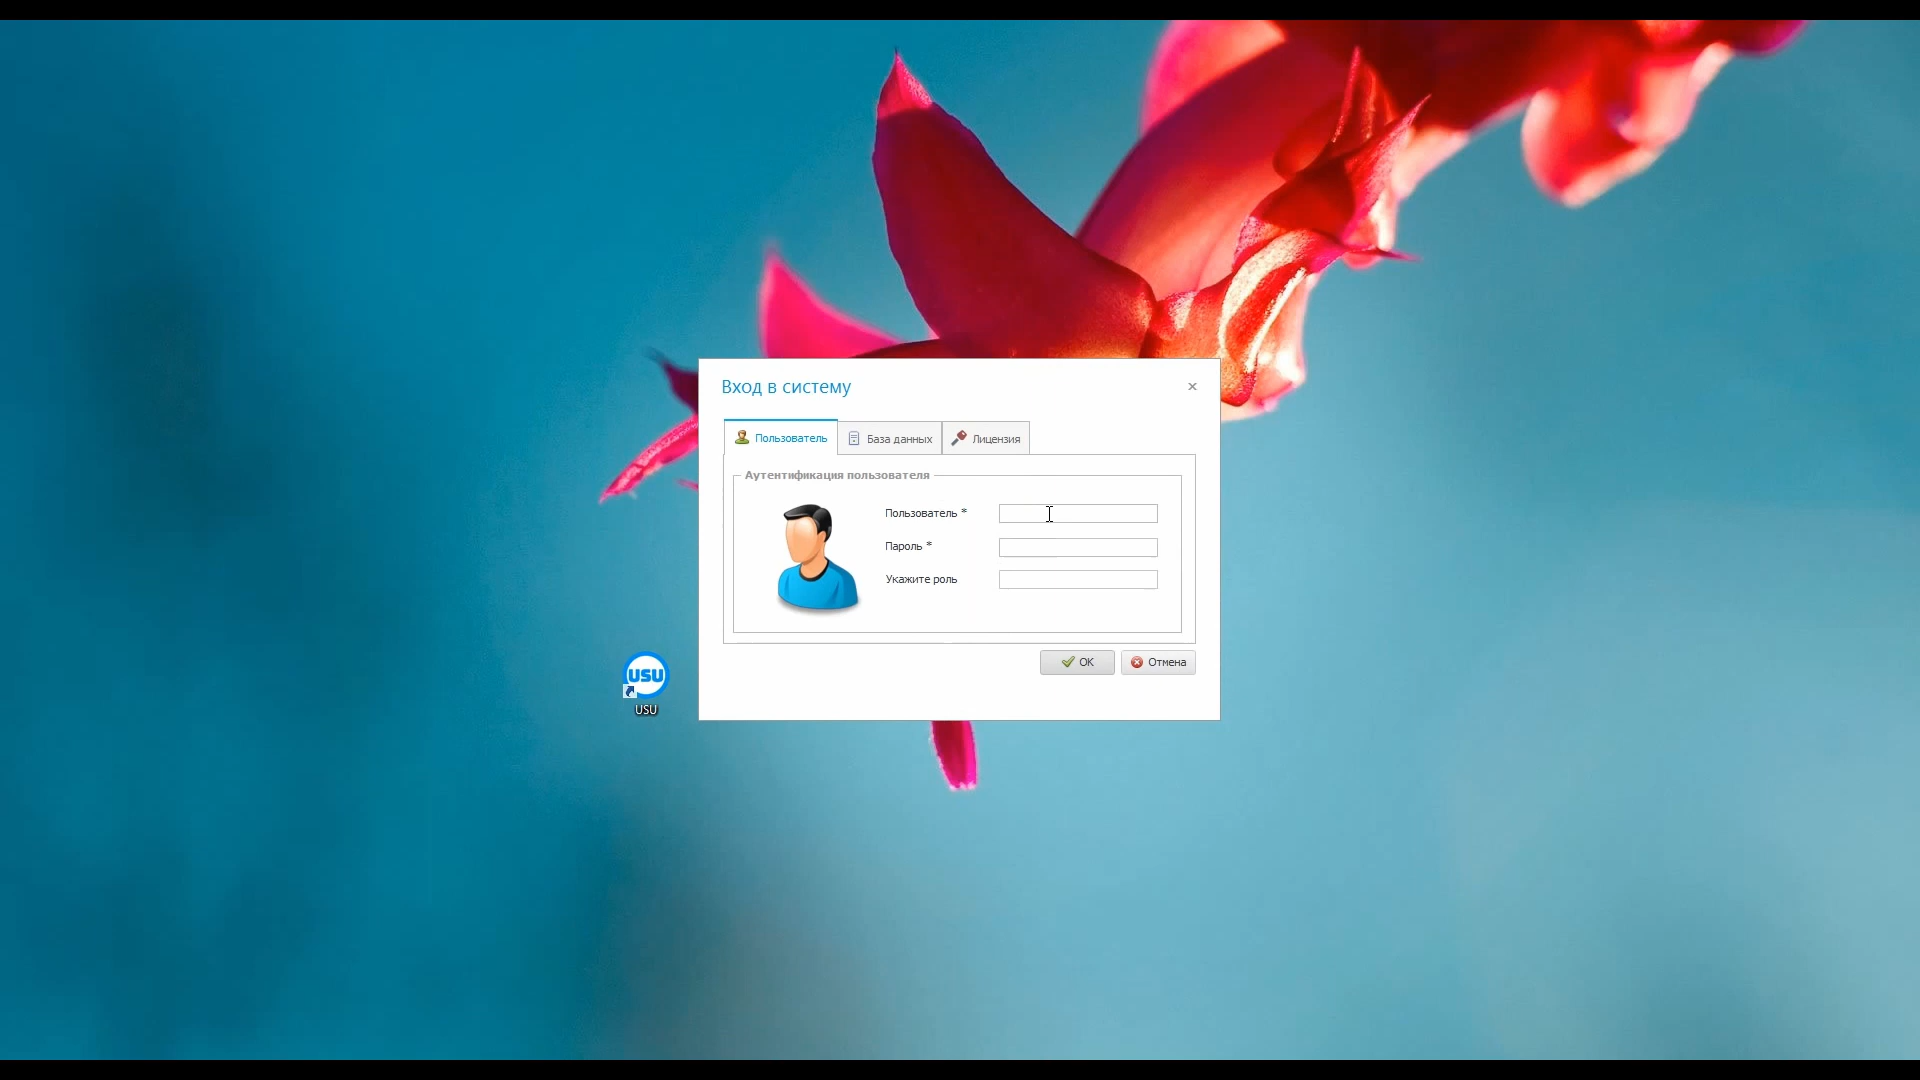 Вход в систему
Пользователь
База данных
Лицензия
Аутентификация пользователя
Пользователь *
Пароль *
Укажите роль
OK
Отмена
USU
USU